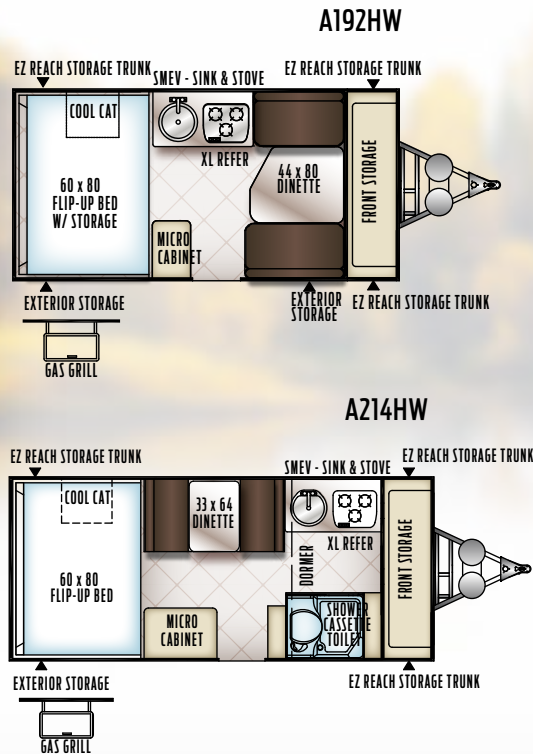 A192HW
EZ REACH STORAGE TRUNK
SMEV - SINK & STOVE
EZ REACH STORAGE TRUNK
COOL CAT
XL REFER
60 x 80
FLIP-UP BED
W/ STORAGE
44 x 80
DINETTE
FRONT STORAGE
MICRO
CABINET
EXTERIOR STORAGE
EXTERIOR
STORAGE
EZ REACH STORAGE TRUNK
GAS GRILL
A214HW
EZ REACH STORAGE TRUNK
SMEV - SINK & STOVE
EZ REACH STORAGE TRUNK
COOL CAT
33 x 64
DINETTE
XL REFER
DORMER
FRONT STORAGE
60 x 80
FLIP-UP BED
MICRO
CABINET
SHOWER
CASSETTE
TOILET
EXTERIOR STORAGE
EZ REACH STORAGE TRUNK
GAS GRILL